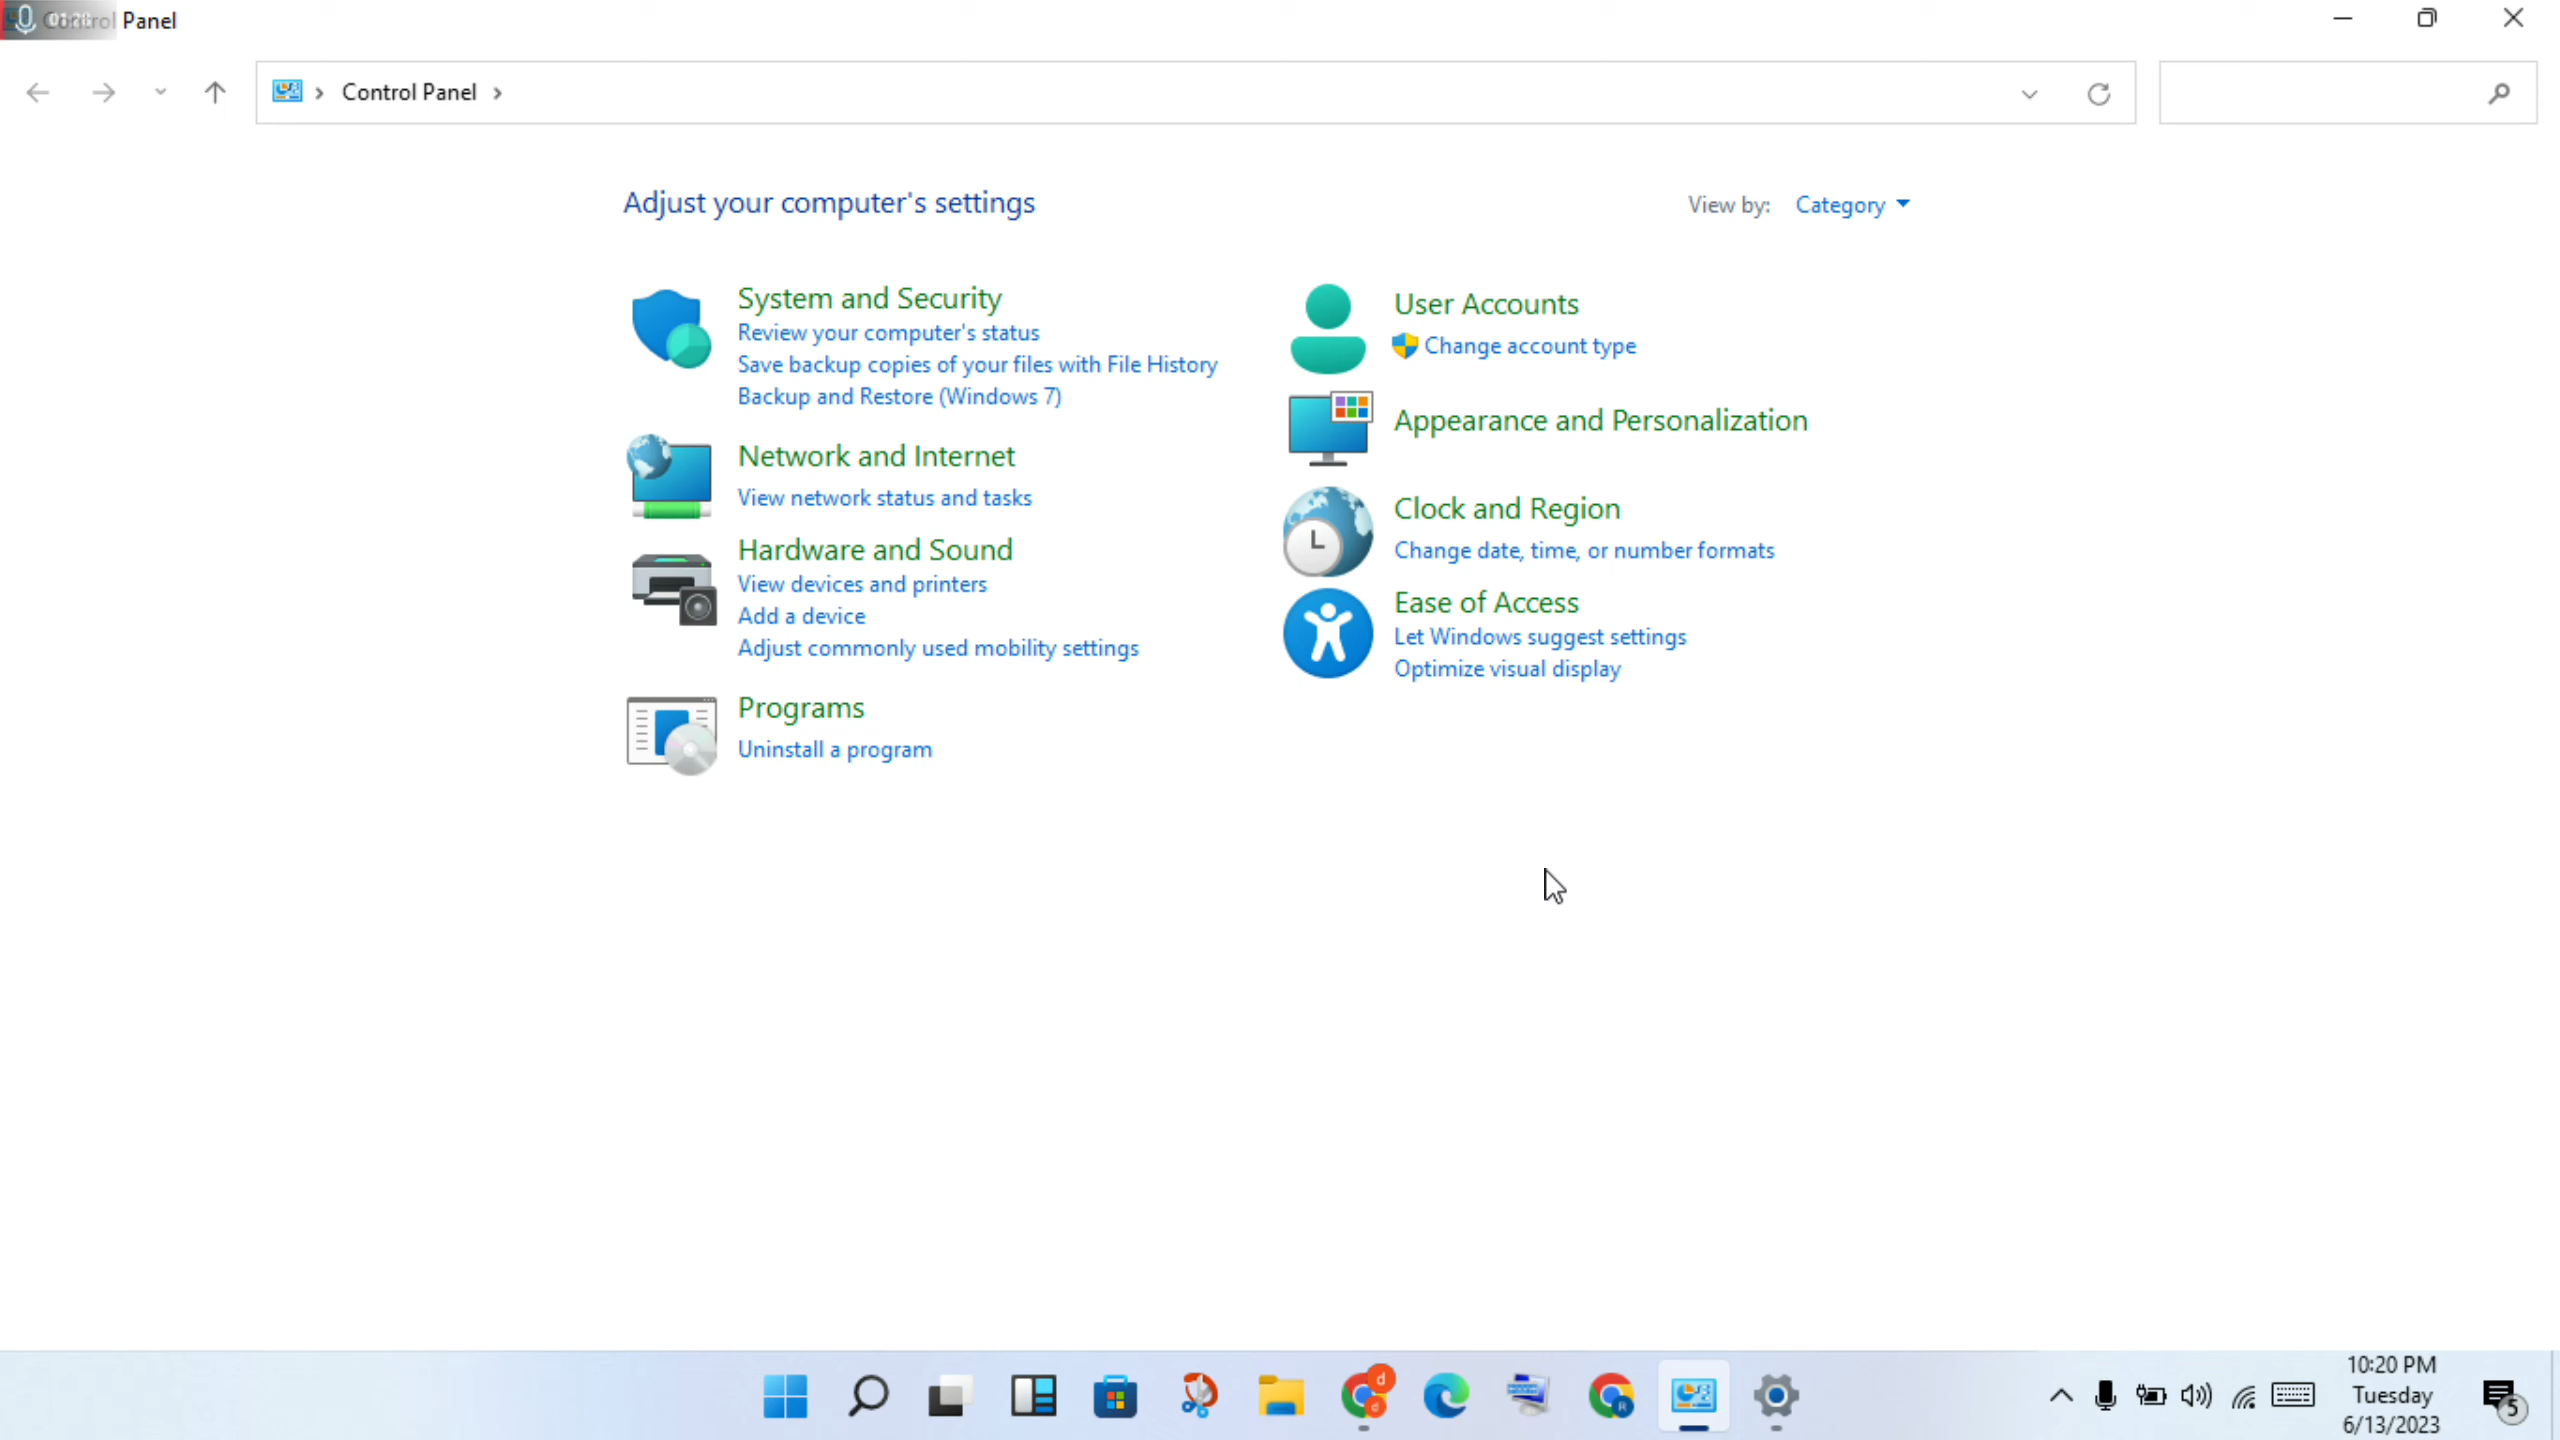 Control Panel
Control Panel
Adjust your computer's settings
View by: Category
System and Security
Review your computer's status
Save backup copies of your files with File History
Backup and Restore (Windows 7)
Network and Internet
View network status and tasks
Hardware and Sound
View devices and printers
Add a device
Adjust commonly used mobility settings
Programs
Uninstall a program
User Accounts
Change account type
Appearance and Personalization
Clock and Region
Change date, time, or number formats
Ease of Access
Let Windows suggest settings
Optimize visual display
10:20 PM
Tuesday
6/13/2023
5